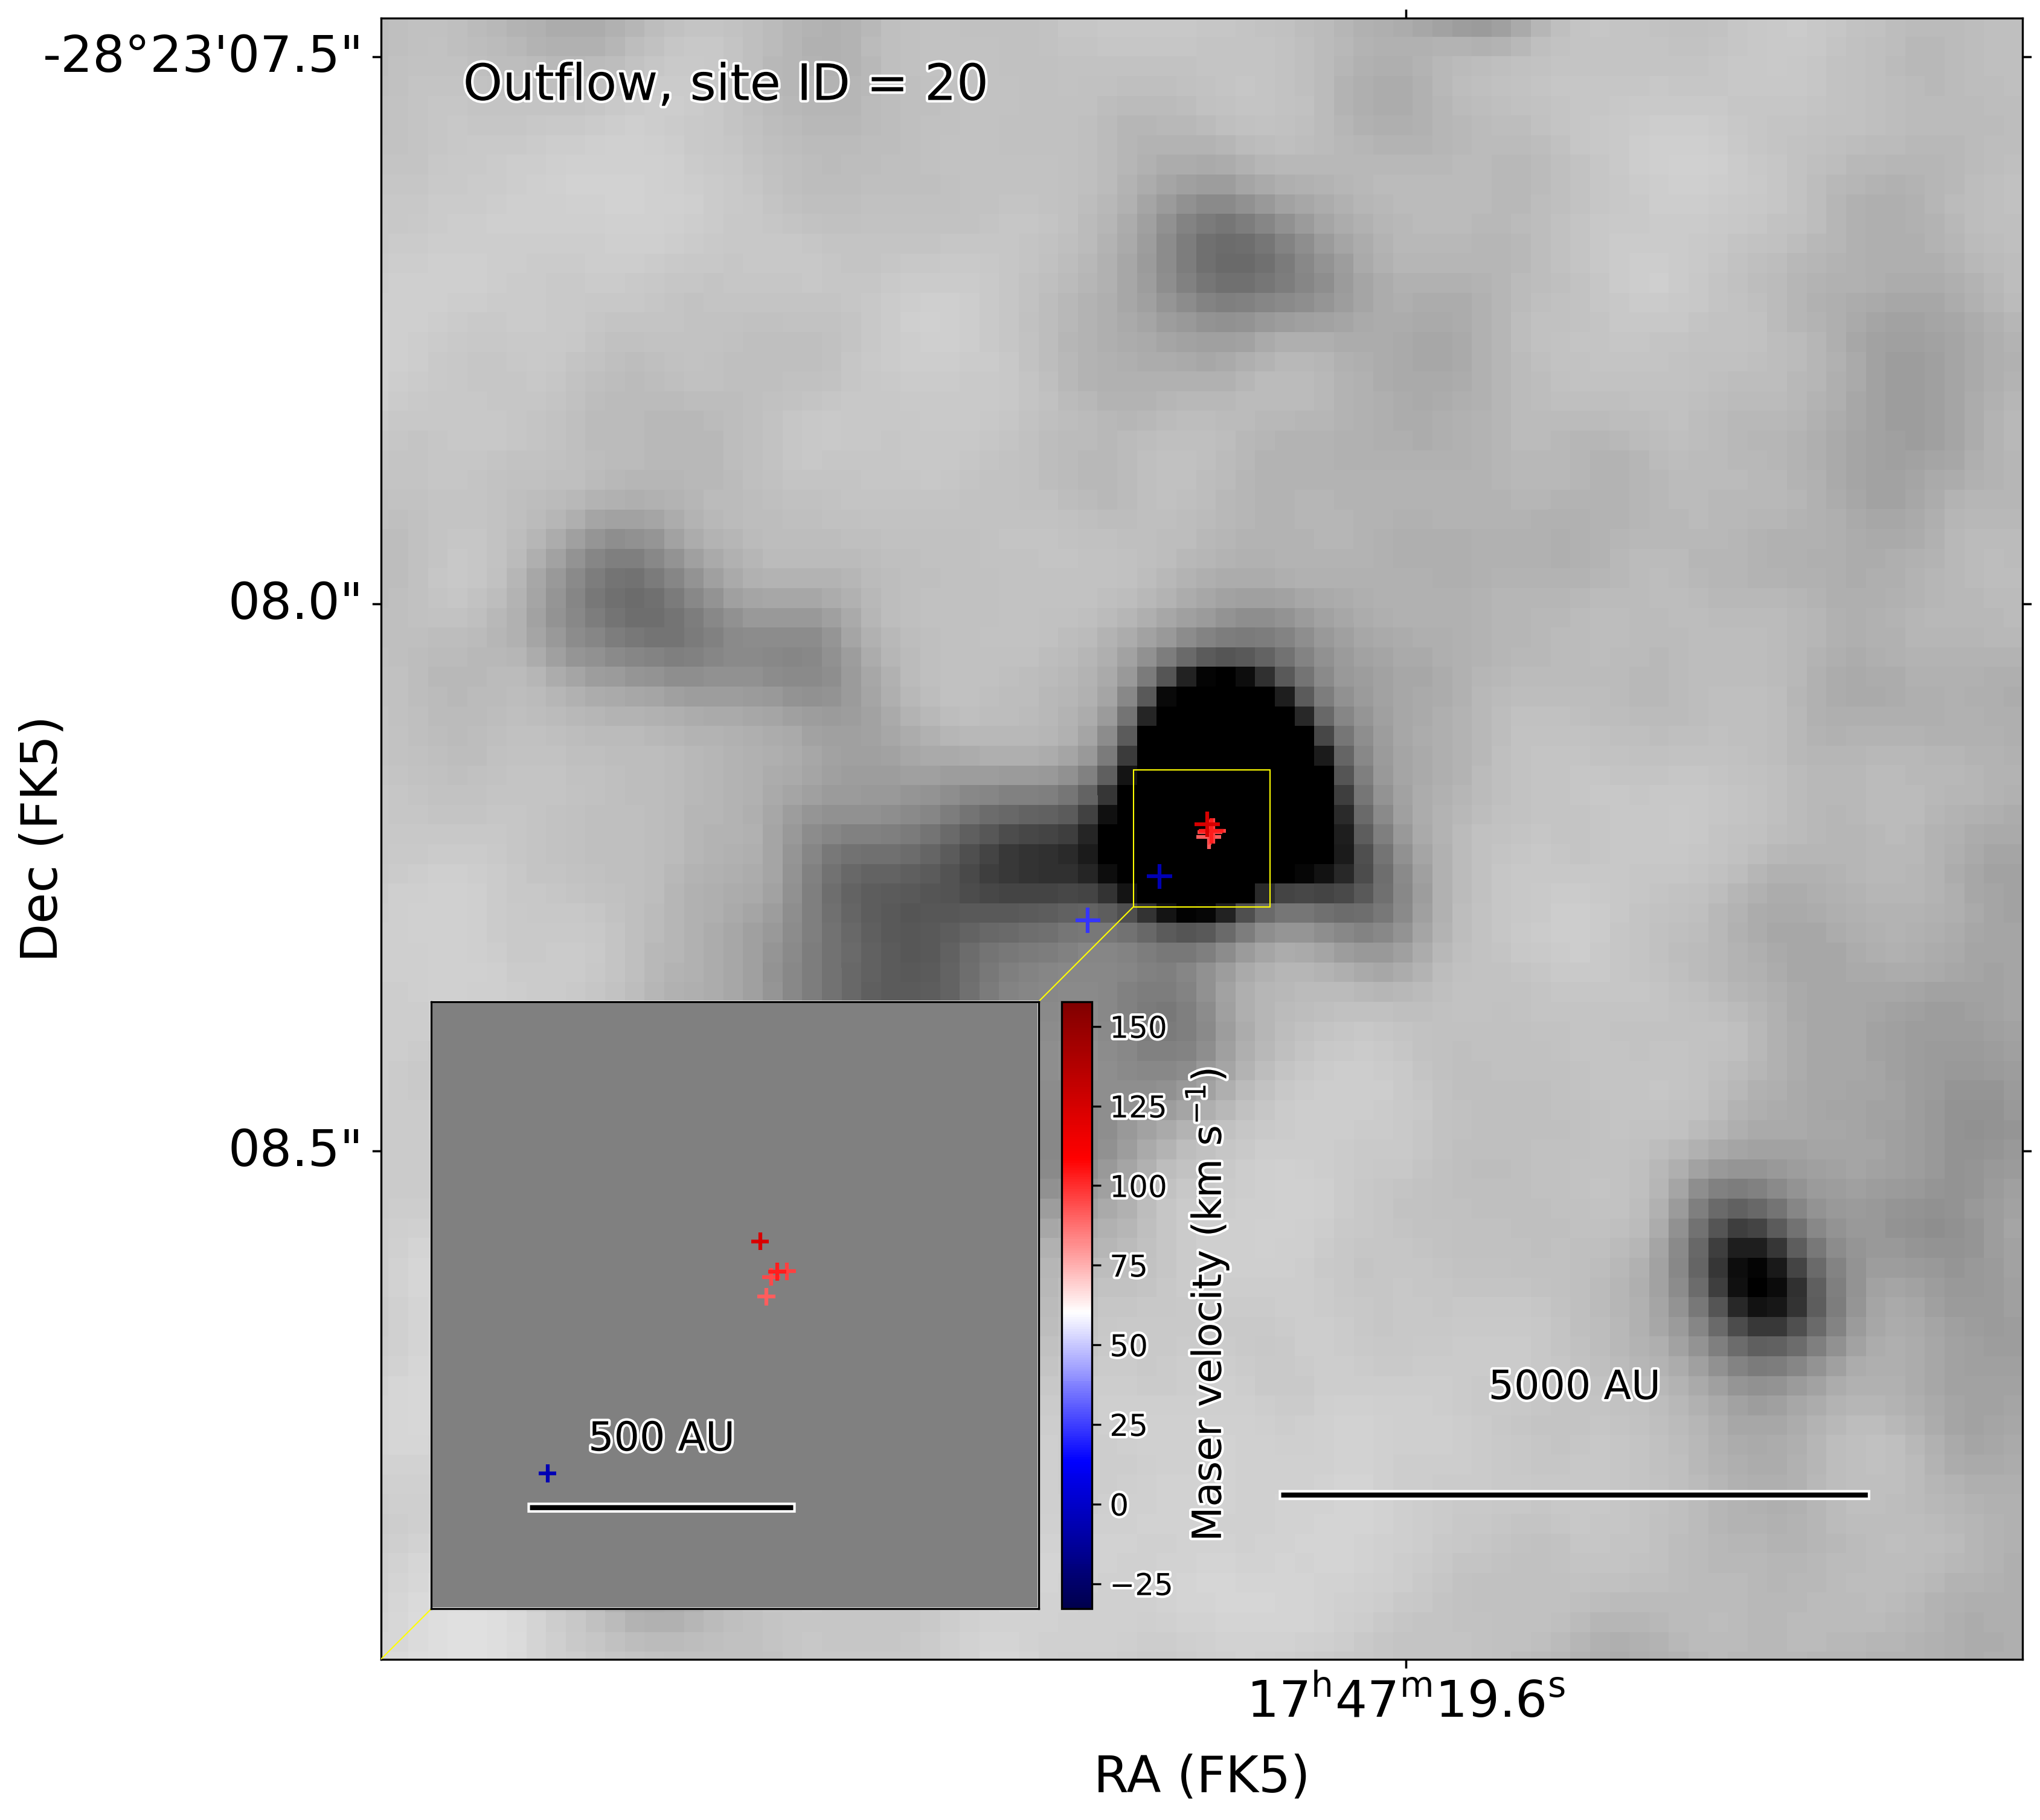 -28°23'07.5"
Outflow, site ID = 20
08.0"
Dec (FK5)
08.5"
150
125
100
75
50
25
0
−25
Maser velocity (km s⁻¹)
500 AU
5000 AU
17ʰ47ᵐ19.6ˢ
RA (FK5)